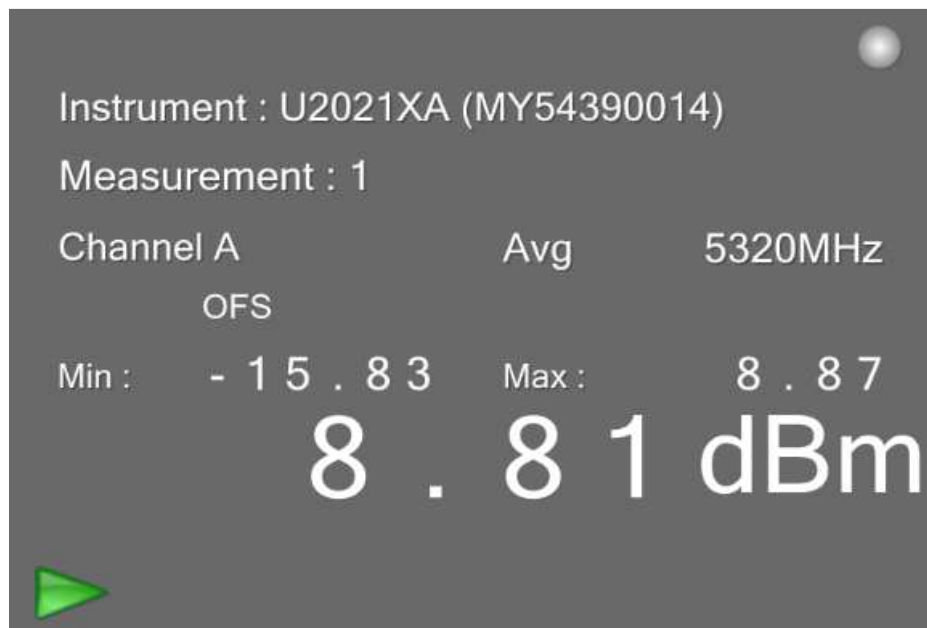 Instrument : U2021XA (MY54390014)
Measurement : 1
Channel A Avg 5320MHz
OFS
Min : -15.83 Max : 8.87
8.81 dBm